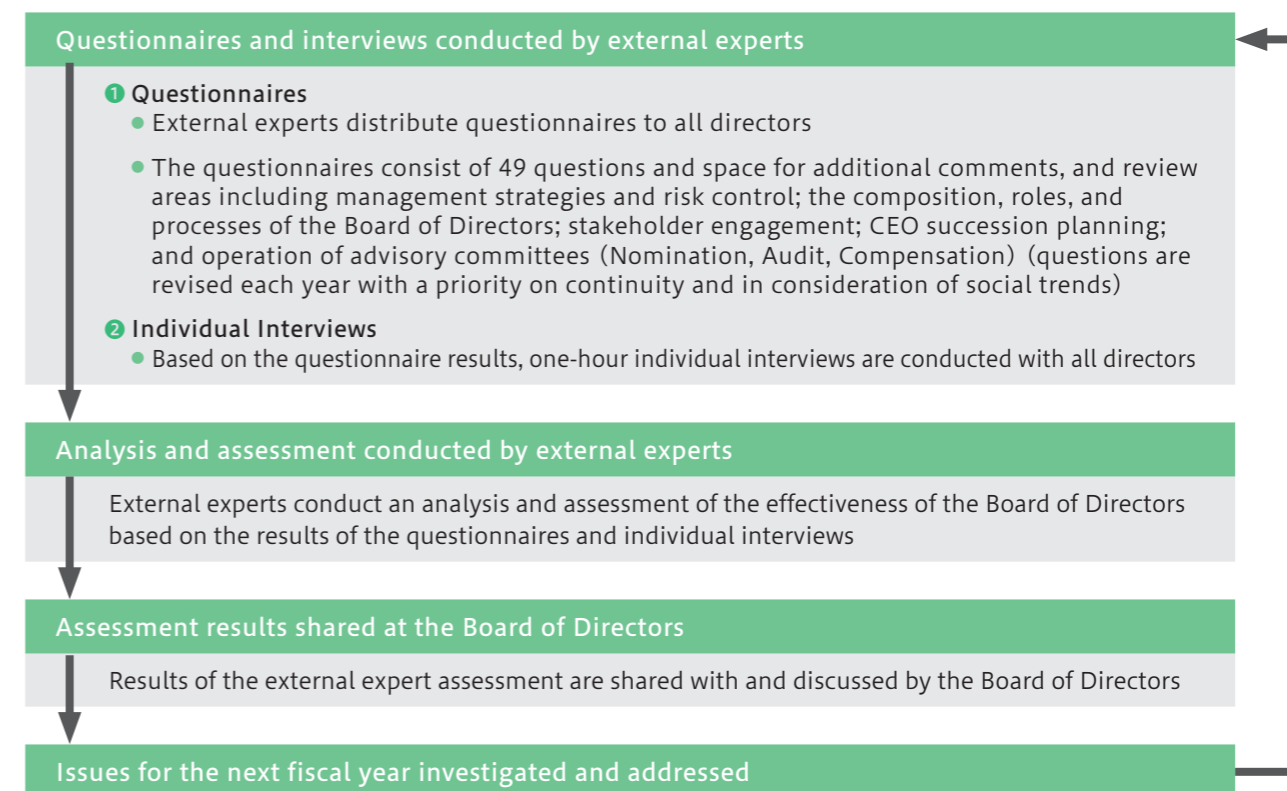 Questionnaires and interviews conducted by external experts
❶ Questionnaires
● External experts distribute questionnaires to all directors
● The questionnaires consist of 49 questions and space for additional comments, and review
areas including management strategies and risk control; the composition, roles, and
processes of the Board of Directors; stakeholder engagement; CEO succession planning;
and operation of advisory committees (Nomination, Audit, Compensation) (questions are
revised each year with a priority on continuity and in consideration of social trends)
❷ Individual Interviews
● Based on the questionnaire results, one-hour individual interviews are conducted with all directors
Analysis and assessment conducted by external experts
External experts conduct an analysis and assessment of the effectiveness of the Board of Directors
based on the results of the questionnaires and individual interviews
Assessment results shared at the Board of Directors
Results of the external expert assessment are shared with and discussed by the Board of Directors
Issues for the next fiscal year investigated and addressed